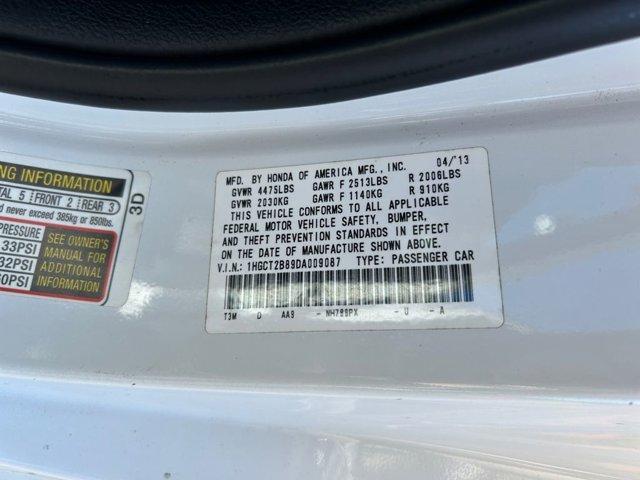 NG INFORMATION
TAL 5 FRONT 2 REAR 3
d never exceed 385kg or 850lbs.
PRESSURE
33PSI
32PSI
60PSI
SEE OWNER'S
MANUAL FOR
ADDITIONAL
INFORMATION
3D
MFD. BY HONDA OF AMERICA MFG., INC. 04/'13
GVWR 4475LBS GAWR F 2513LBS R 2006LBS
GVWR 2030KG GAWR F 1140KG R 910KG
THIS VEHICLE CONFORMS TO ALL APPLICABLE
FEDERAL MOTOR VEHICLE SAFETY, BUMPER,
AND THEFT PREVENTION STANDARDS IN EFFECT
ON THE DATE OF MANUFACTURE SHOWN ABOVE.
V.I.N.: 1HGCT2B89DA009087 TYPE: PASSENGER CAR
T3M D AA9 - NH788PX - U - A